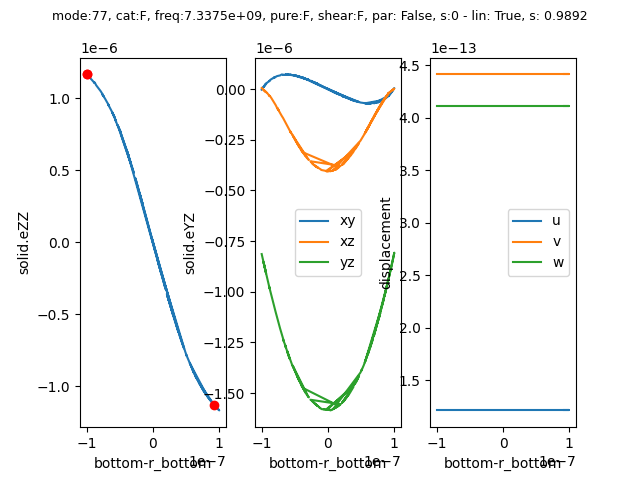 mode:77, cat:F, freq:7.3375e+09, pure:F, shear:F, par: False, s:0 - lin: True, s: 0.9892
1e−6
1.0
0.5
0.0
−0.5
−1.0
solid.eZZ
−1
0
1
1e−7
bottom-r_bottom
1e−6
0.00
−0.25
−0.50
−0.75
−1.00
−1.25
−1.50
solid.eYZ
xy
xz
yz
−1
0
1
1e−7
bottom-r_bottom
1e−13
4.5
4.0
3.5
3.0
2.5
2.0
1.5
displacement
u
v
w
−1
0
1
1e−7
bottom-r_bottom